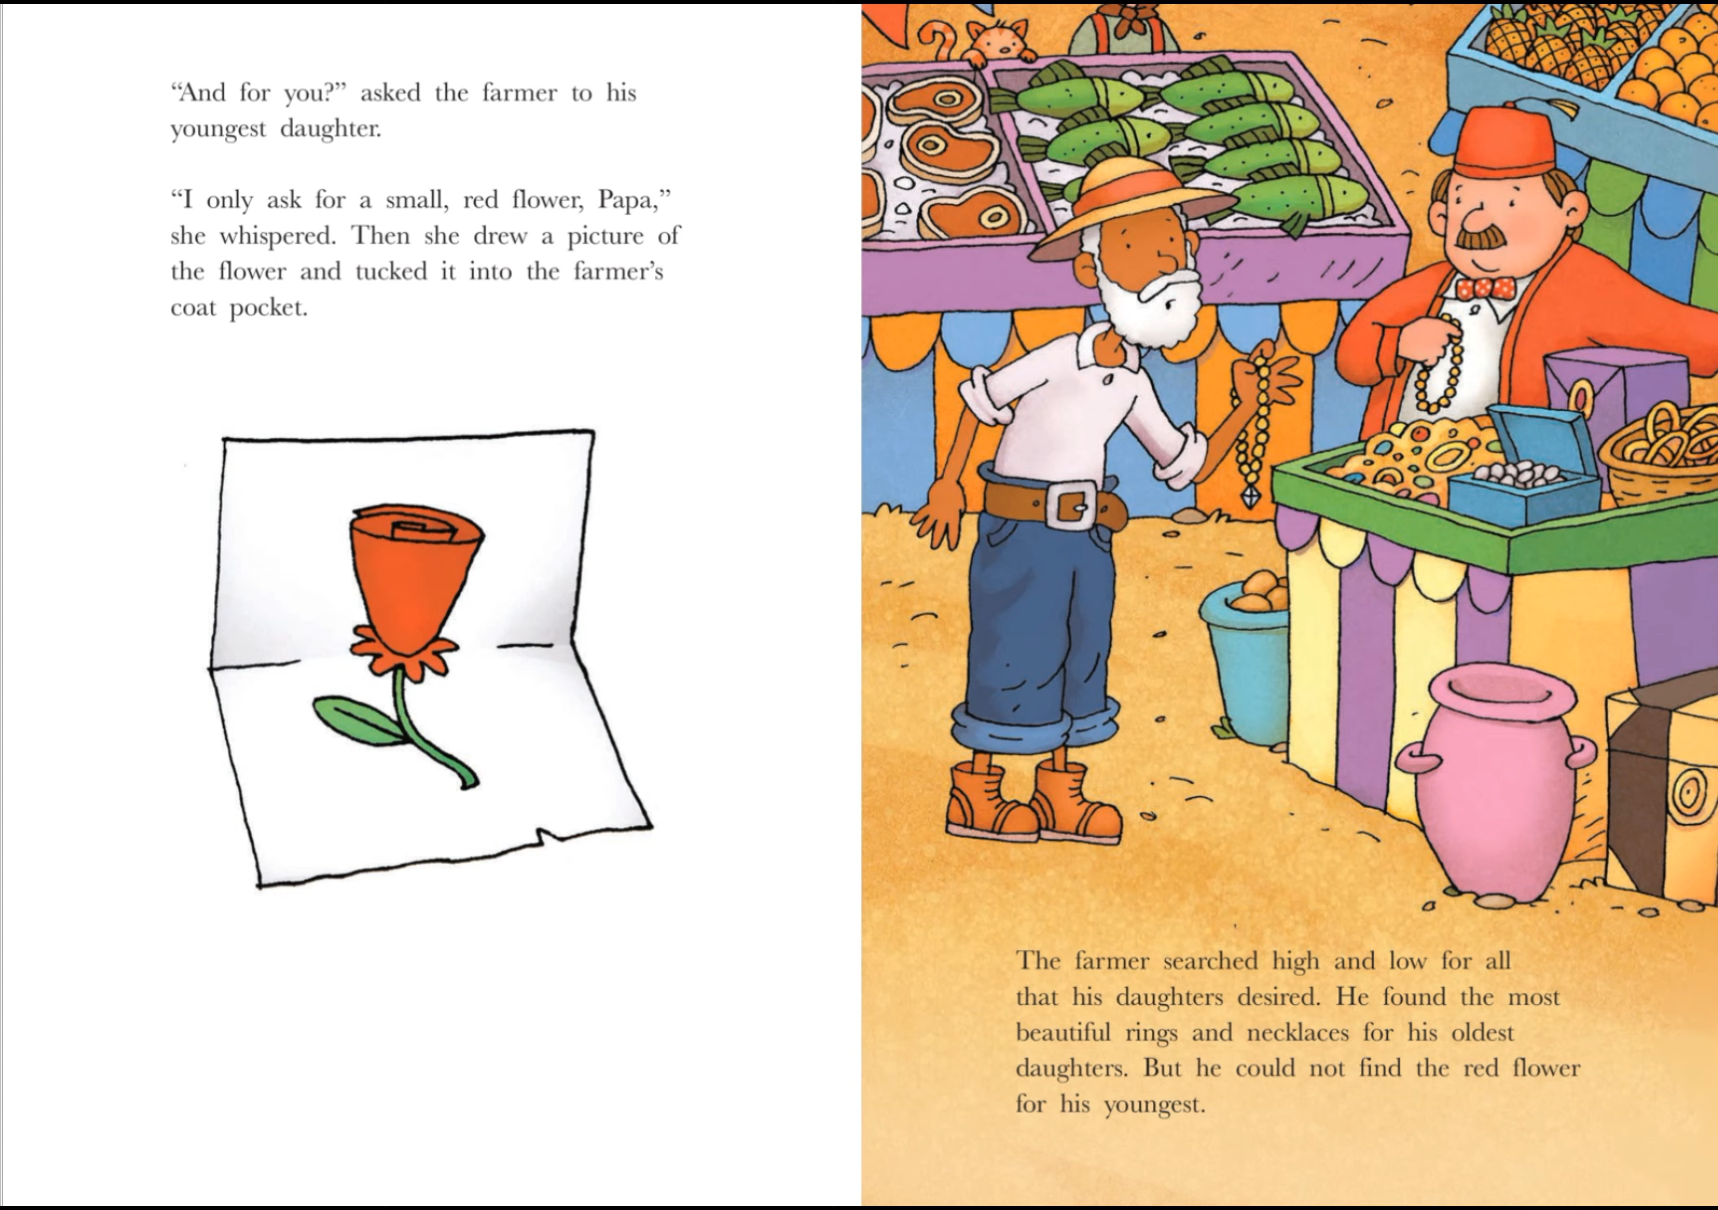 “And for you?” asked the farmer to his
youngest daughter.
“I only ask for a small, red flower, Papa,”
she whispered. Then she drew a picture of
the flower and tucked it into the farmer’s
coat pocket.
The farmer searched high and low for all
that his daughters desired. He found the most
beautiful rings and necklaces for his oldest
daughters. But he could not find the red flower
for his youngest.